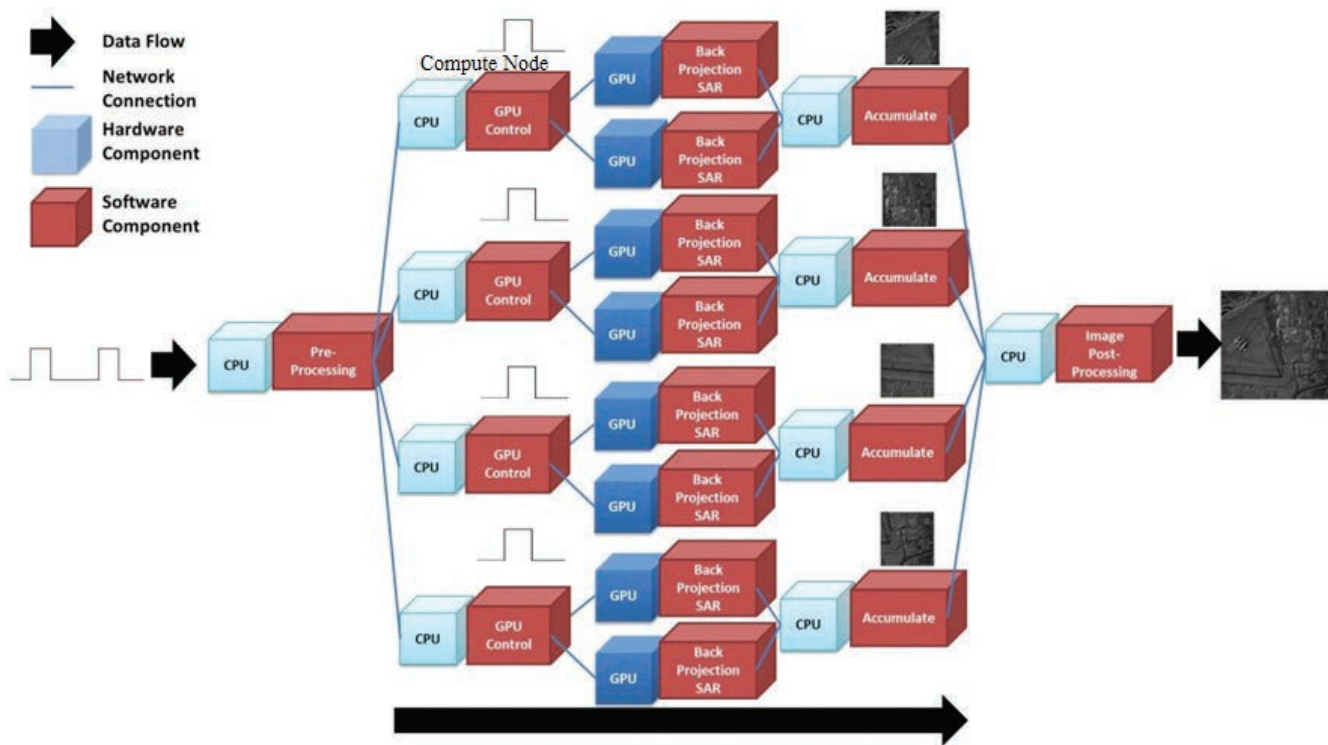 Data Flow
Network
Connection
Hardware
Component
Software
Component
CPU
Pre-
Processing
Compute Node
CPU
GPU
Control
GPU
Back
Projection
SAR
GPU
Back
Projection
SAR
CPU
Accumulate
CPU
GPU
Control
GPU
Back
Projection
SAR
GPU
Back
Projection
SAR
CPU
Accumulate
CPU
GPU
Control
GPU
Back
Projection
SAR
GPU
Back
Projection
SAR
CPU
Accumulate
CPU
GPU
Control
GPU
Back
Projection
SAR
GPU
Back
Projection
SAR
CPU
Accumulate
CPU
Image
Post-
Processing